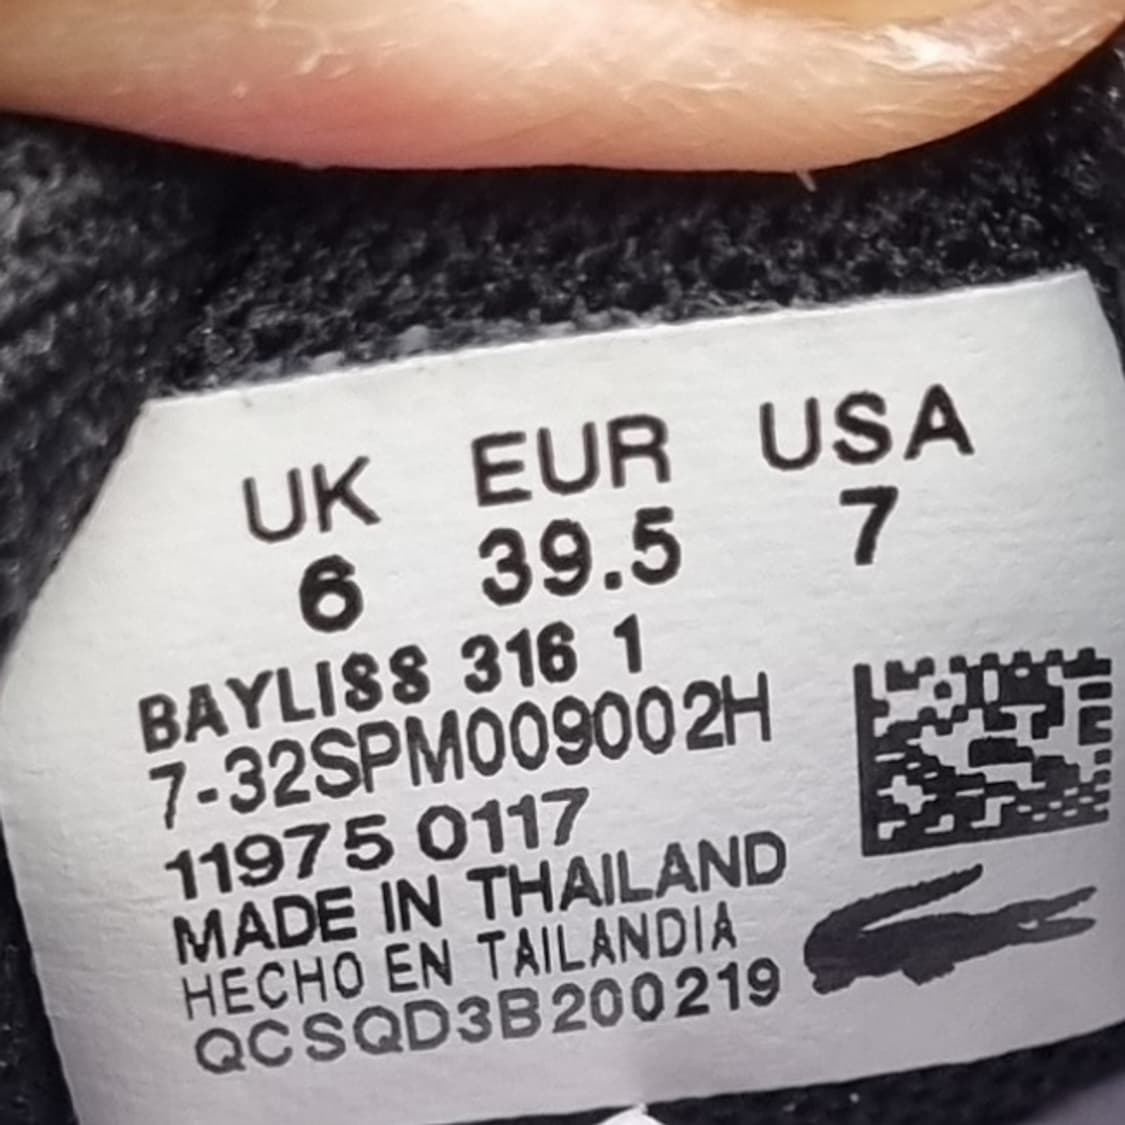 UK EUR USA
6 39.5 7
BAYLISS 316 1
7-32SPM009002H
11975 0117
MADE IN THAILAND
HECHO EN TAILANDIA
QCSQD3B200219